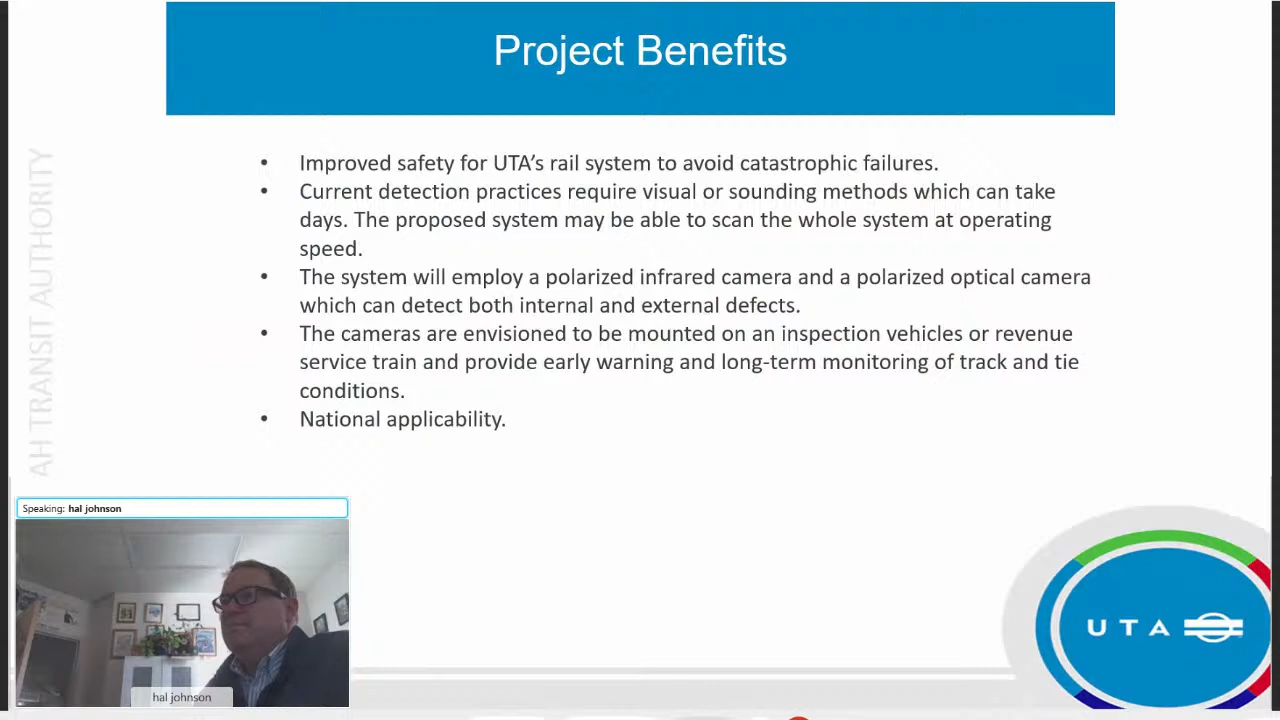 Project Benefits
AH TRANSIT AUTHORITY
• Improved safety for UTA’s rail system to avoid catastrophic failures.
• Current detection practices require visual or sounding methods which can take
days. The proposed system may be able to scan the whole system at operating
speed.
• The system will employ a polarized infrared camera and a polarized optical camera
which can detect both internal and external defects.
• The cameras are envisioned to be mounted on an inspection vehicles or revenue
service train and provide early warning and long-term monitoring of track and tie
conditions.
• National applicability.
Speaking: hal johnson
hal johnson
UTA